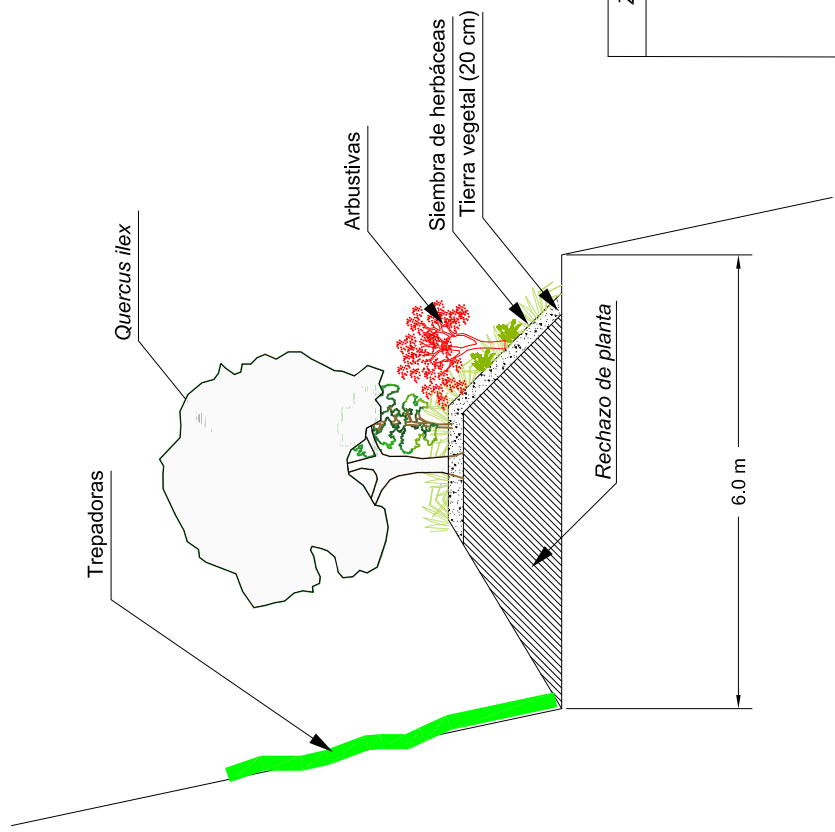 Trepadoras
Quercus ilex
Arbustivas
Siembra de herbáceas
Tierra vegetal (20 cm)
Rechazo de planta
6.0 m